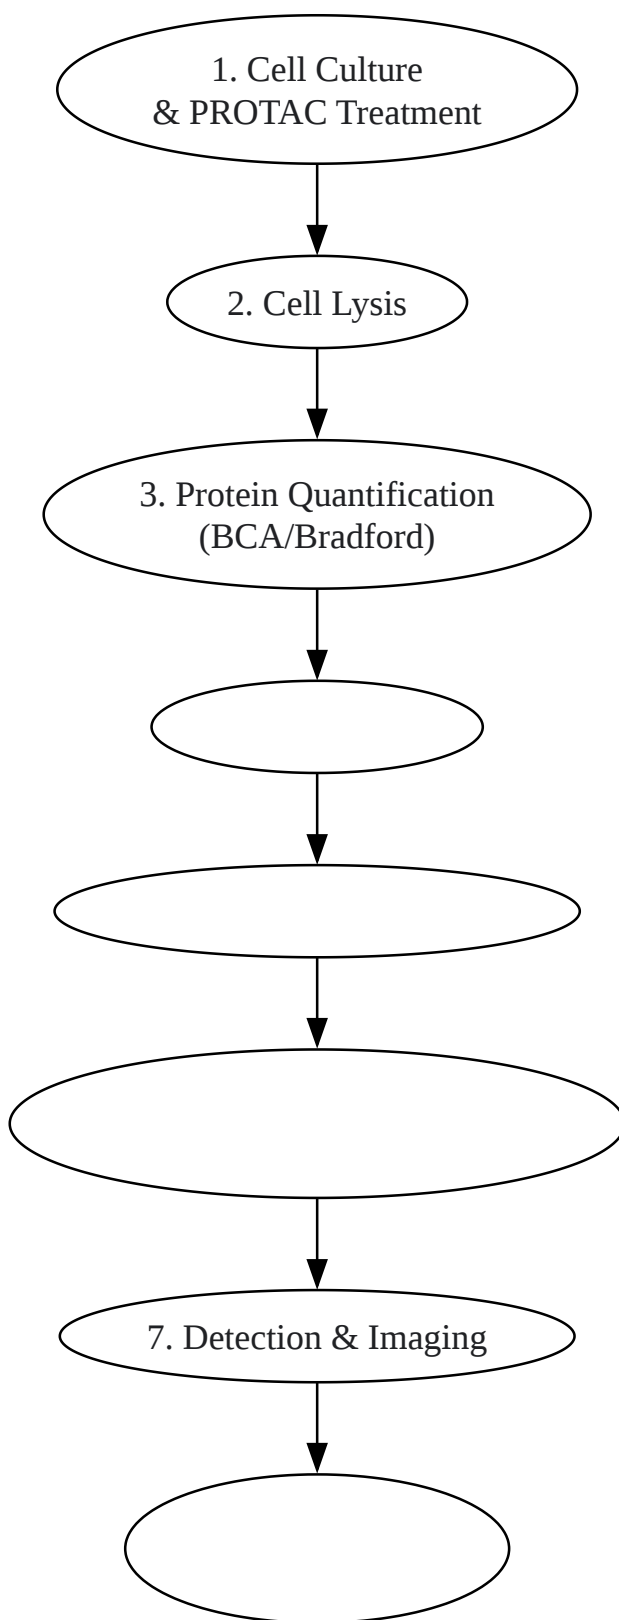 1. Cell Culture
& PROTAC Treatment
2. Cell Lysis
3. Protein Quantification
(BCA/Bradford)
7. Detection & Imaging